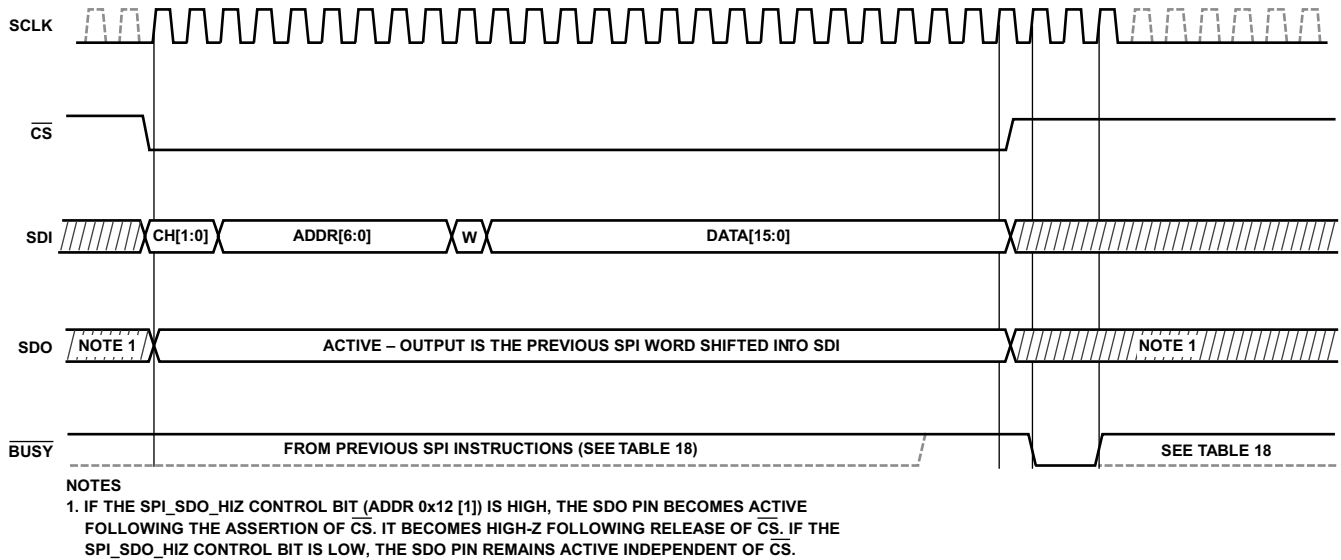 SCLK
CS
SDI
CH[1:0]
ADDR[6:0]
W
DATA[15:0]
SDO
NOTE 1
ACTIVE – OUTPUT IS THE PREVIOUS SPI WORD SHIFTED INTO SDI
NOTE 1
BUSY
FROM PREVIOUS SPI INSTRUCTIONS (SEE TABLE 18)
SEE TABLE 18
NOTES
1. IF THE SPI_SDO_HIZ CONTROL BIT (ADDR 0x12 [1]) IS HIGH, THE SDO PIN BECOMES ACTIVE
FOLLOWING THE ASSERTION OF CS. IT BECOMES HIGH-Z FOLLOWING RELEASE OF CS. IF THE
SPI_SDO_HIZ CONTROL BIT IS LOW, THE SDO PIN REMAINS ACTIVE INDEPENDENT OF CS.